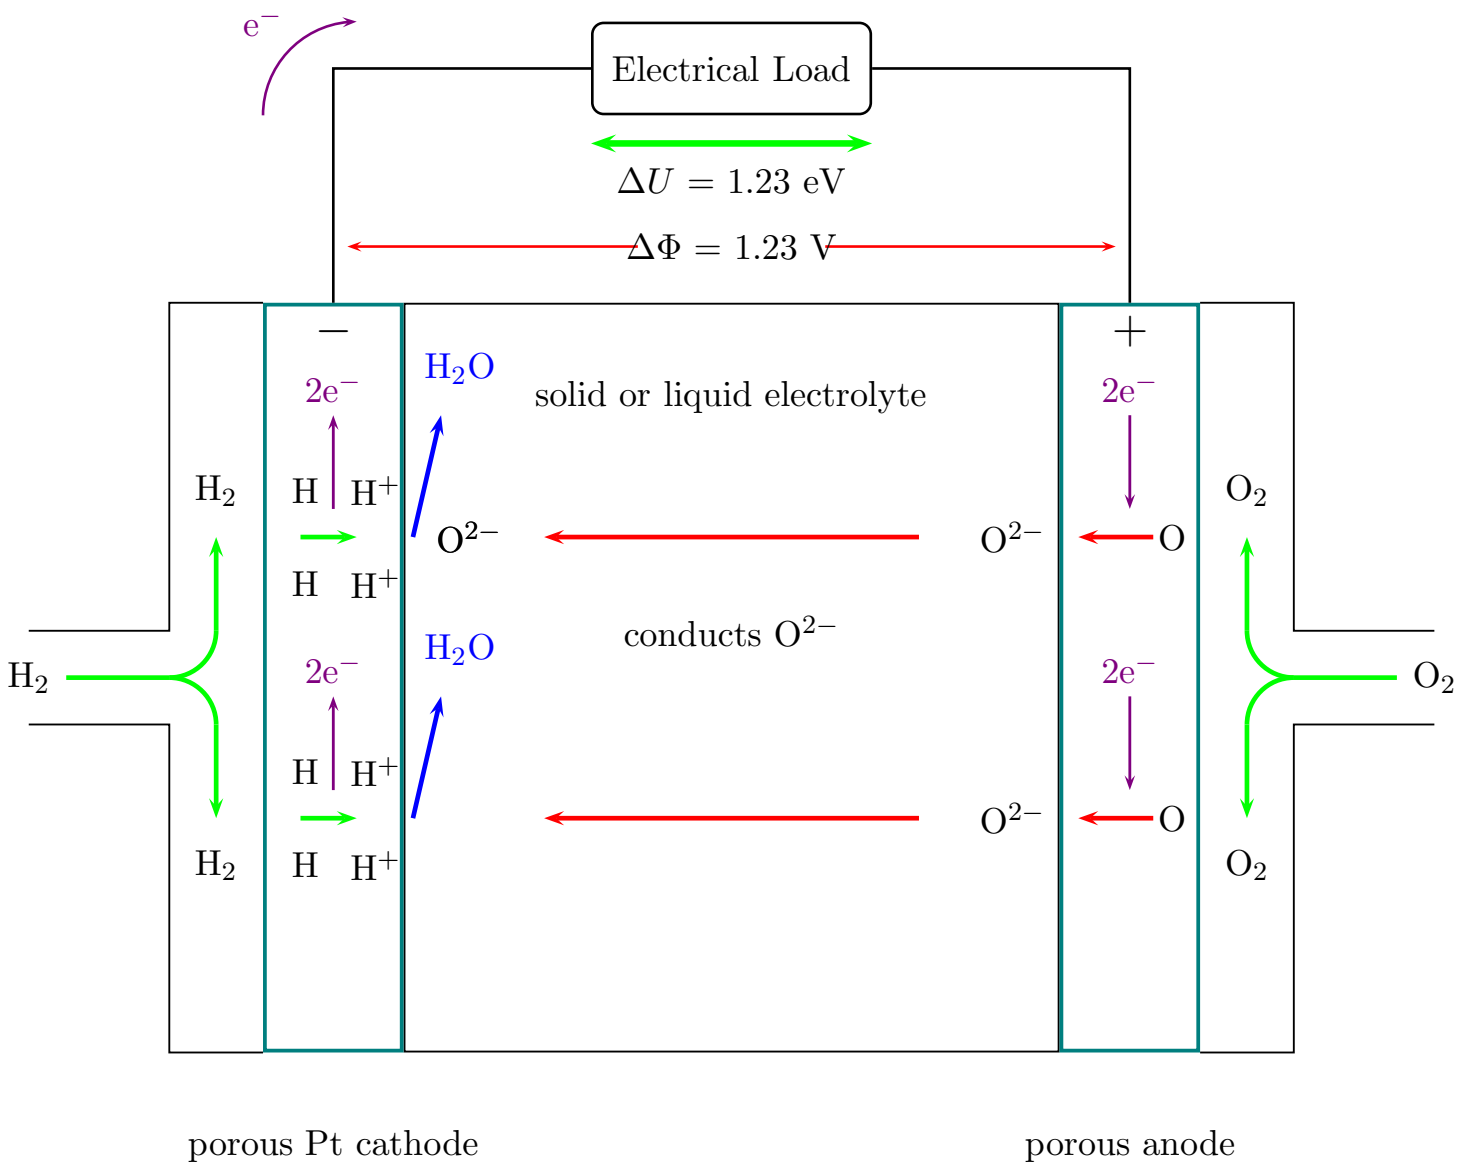 e⁻
Electrical Load
ΔU = 1.23 eV
ΔΦ = 1.23 V
− +
H₂O
2e⁻ 2e⁻
solid or liquid electrolyte
H₂ H H⁺ O₂
O²⁻ O²⁻ O
H H⁺
conducts O²⁻
H₂O
2e⁻ 2e⁻
H₂ O₂
H H⁺
O²⁻ O
H₂ H H⁺ O₂
porous Pt cathode porous anode